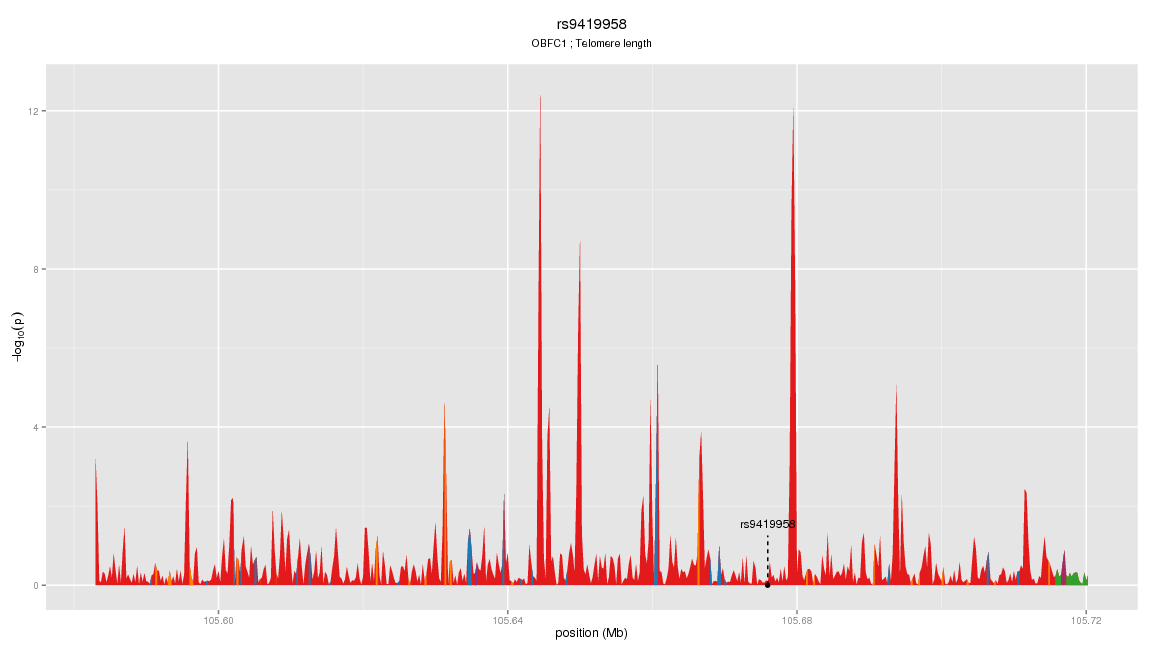 rs9419958
OBFC1 ; Telomere length
12
8
4
0
−log10(p)
rs9419958
105.60
105.64
105.68
105.72
position (Mb)